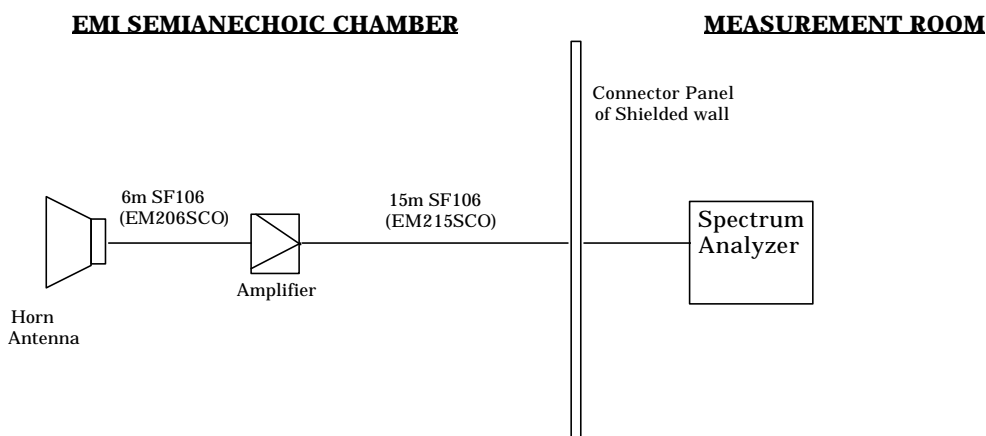 EMI SEMIANECHOIC CHAMBER
MEASUREMENT ROOM
Connector Panel
of Shielded wall
6m SF106
(EM206SCO)
15m SF106
(EM215SCO)
Spectrum
Analyzer
Amplifier
Horn
Antenna